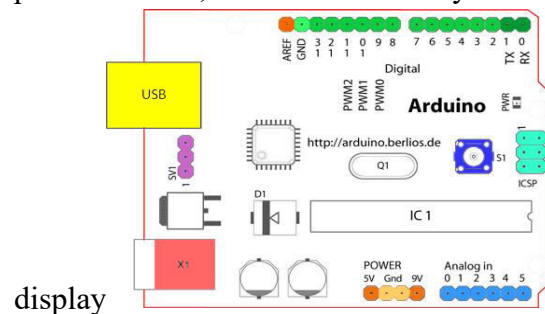 AREF
GND
13
12
11
10
9
8
7
6
5
4
3
2
1
0
TX
RX
Digital
USB
PWM2
PWM1
PWM0
Arduino
PWR
SV1
1
http://arduino.berlios.de
Q1
S1
1
ICSP
D1
IC 1
X1
POWER
5V Gnd 9V
Analog in
0 1 2 3 4 5
display